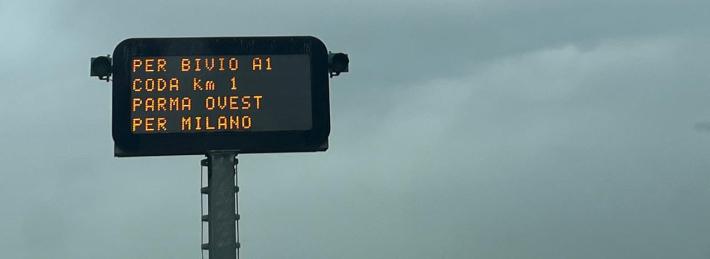 PER BIVIO A1
CODA Km 1
PARMA OVEST
PER MILANO